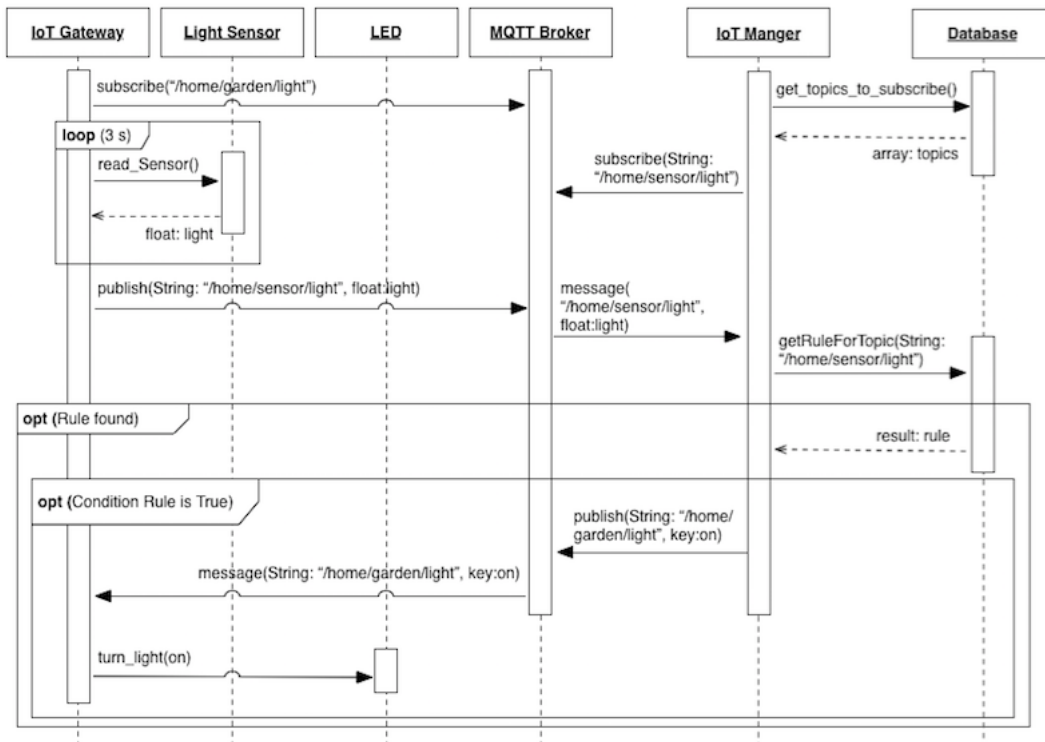 IoT Gateway
Light Sensor
LED
MQTT Broker
IoT Manger
Database
subscribe(“/home/garden/light”)
get_topics_to_subscribe()
loop (3 s)
array: topics
read_Sensor()
subscribe(String:
“/home/sensor/light”)
float: light
publish(String: “/home/sensor/light”, float:light)
message(
“/home/sensor/light”,
float:light)
getRuleForTopic(String:
“/home/sensor/light”)
opt (Rule found)
result: rule
opt (Condition Rule is True)
publish(String: “/home/
garden/light”, key:on)
message(String: “/home/garden/light”, key:on)
turn_light(on)